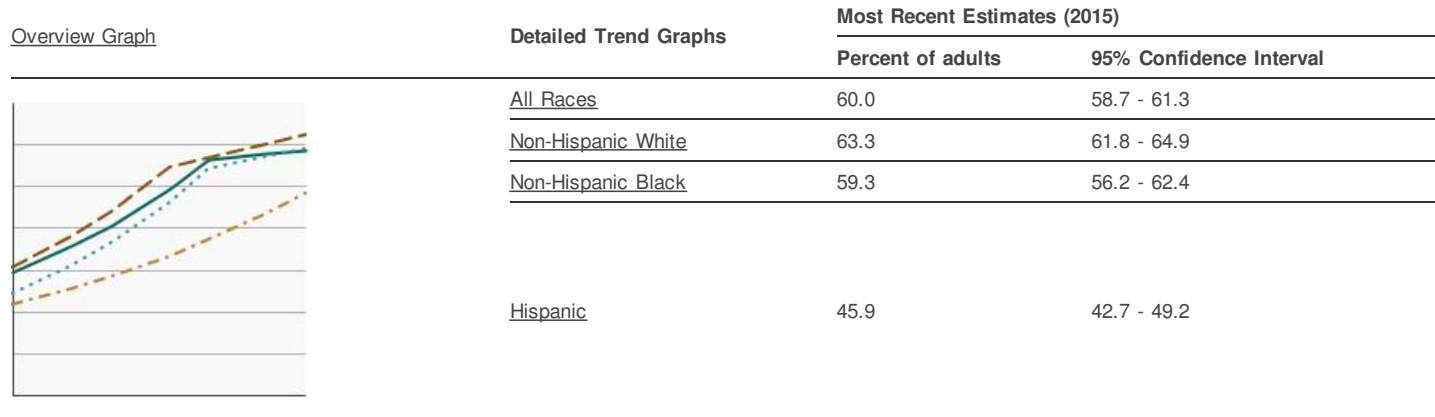 Overview Graph
Detailed Trend Graphs
Most Recent Estimates (2015)
Percent of adults 95% Confidence Interval
All Races 60.0 58.7 - 61.3
Non-Hispanic White 63.3 61.8 - 64.9
Non-Hispanic Black 59.3 56.2 - 62.4
Hispanic 45.9 42.7 - 49.2